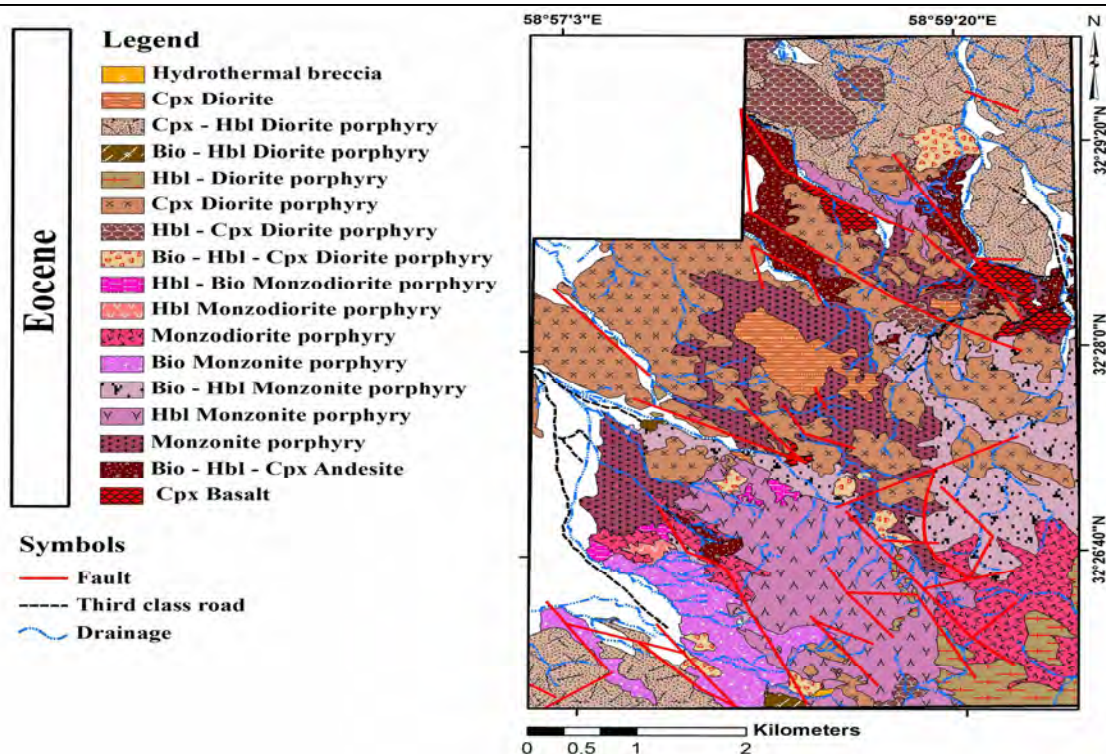 58°57'3"E
58°59'20"E
N
Legend
Hydrothermal breccia
Cpx Diorite
Cpx - Hbl Diorite porphyry
Bio - Hbl Diorite porphyry
Hbl - Diorite porphyry
Cpx Diorite porphyry
Hbl - Cpx Diorite porphyry
Bio - Hbl - Cpx Diorite porphyry
Hbl - Bio Monzodiorite porphyry
Hbl Monzodiorite porphyry
Monzodiorite porphyry
Bio Monzonite porphyry
Bio - Hbl Monzonite porphyry
Hbl Monzonite porphyry
Monzonite porphyry
Bio - Hbl - Cpx Andesite
Cpx Basalt
Eocene
Symbols
Fault
Third class road
Drainage
32°29'20"N
32°28'0"N
32°26'40"N
Kilometers
0 0.5 1 2